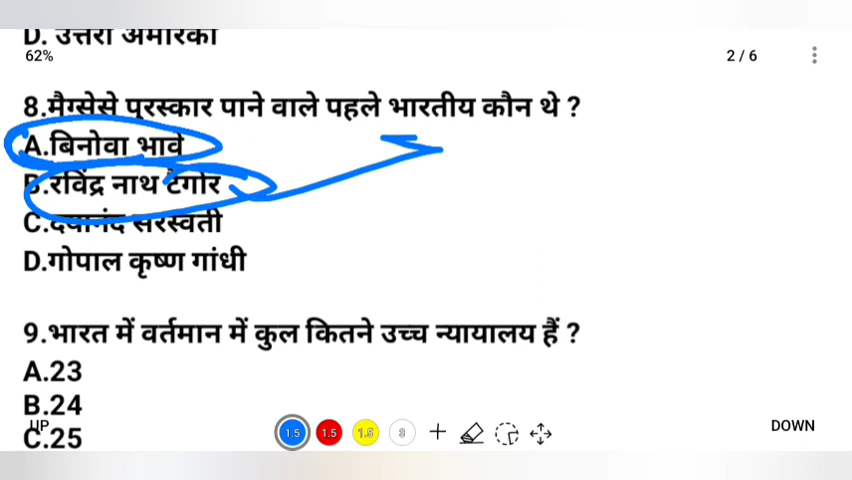 D. उत्तरी अमेरिका
62%
2 / 6
8.मैग्सेसे पुरस्कार पाने वाले पहले भारतीय कौन थे ?
A.बिनोवा भावे
B.रविंद्र नाथ टैगोर
C.दयानंद सरस्वती
D.गोपाल कृष्ण गांधी
9.भारत में वर्तमान में कुल कितने उच्च न्यायालय हैं ?
A.23
B.24
UP
DOWN
C.25
1.5 1.5 1.5 3